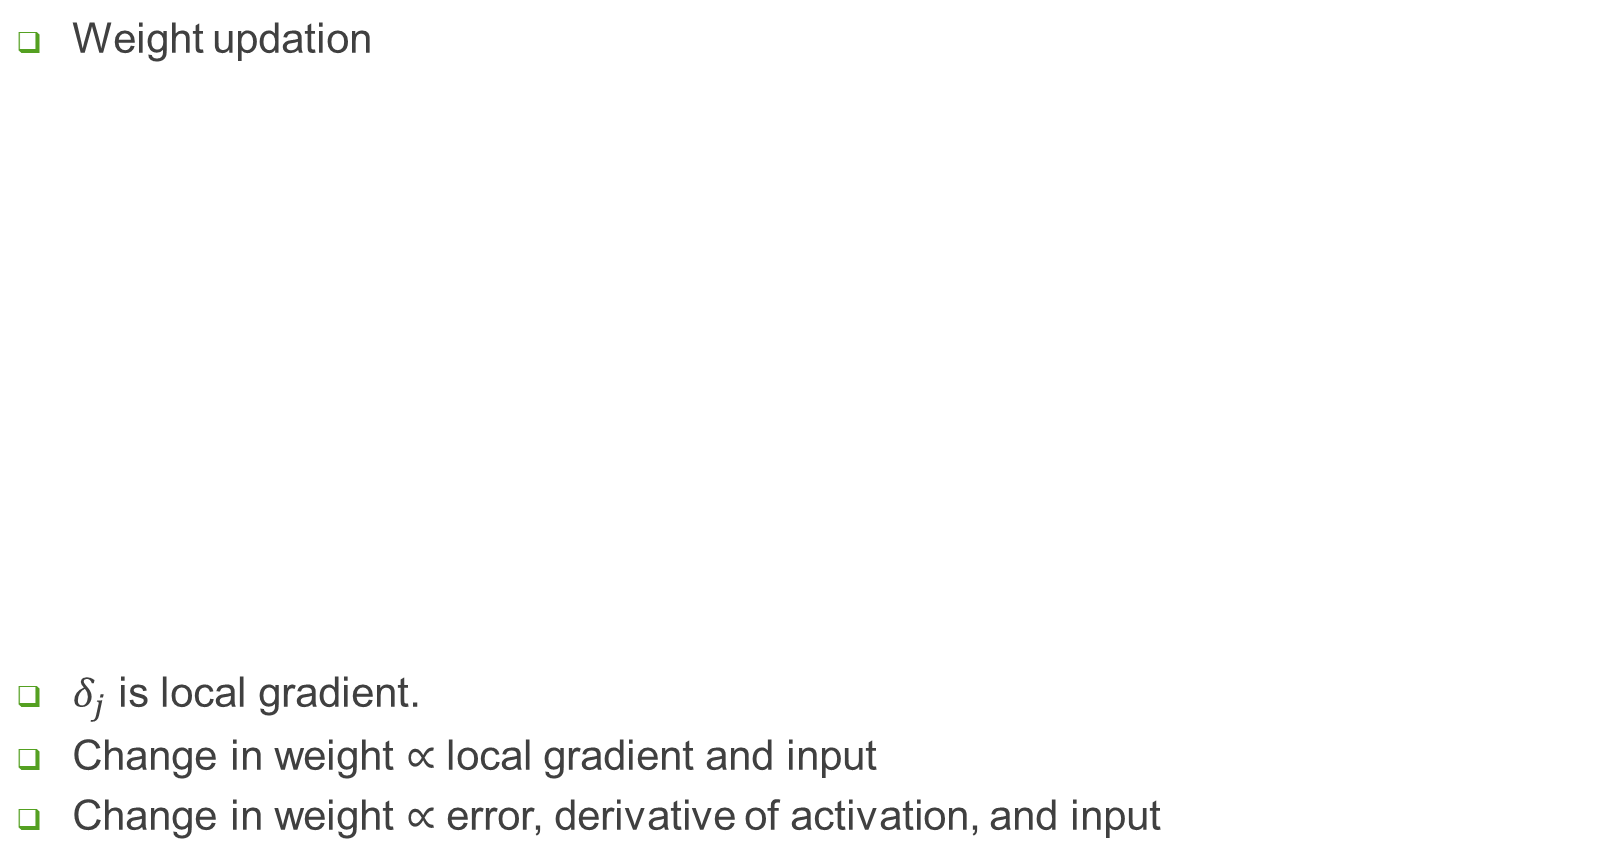 ❑ Weight updation
❑ 𝛿𝑗 is local gradient.
❑ Change in weight ∝ local gradient and input
❑ Change in weight ∝ error, derivative of activation, and input